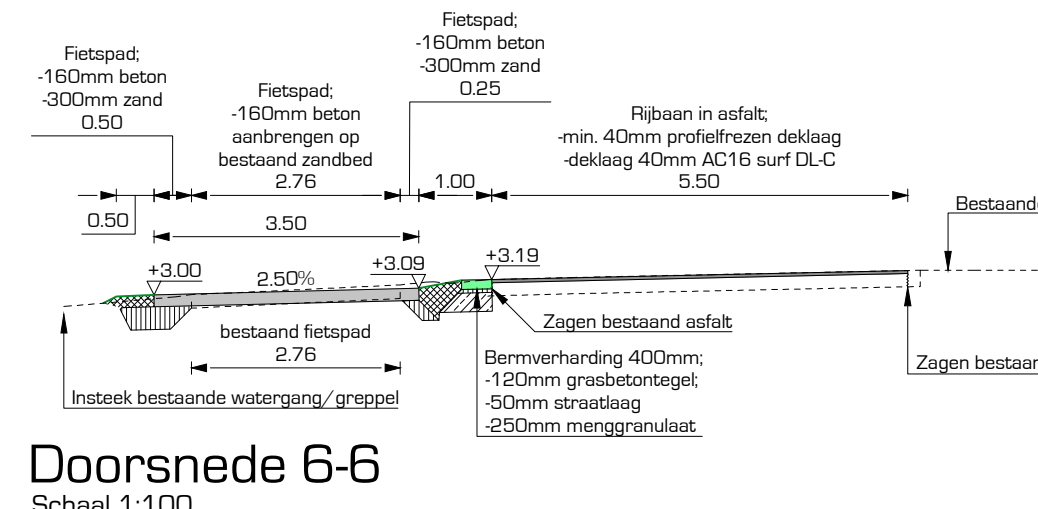 Fietspad;
-160mm beton
-300mm zand
0.50
Fietspad;
-160mm beton
aanbrengen op
bestaand zandbed
2.76
Fietspad;
-160mm beton
-300mm zand
0.25
Rijbaan in asfalt;
-min. 40mm profielfrezen deklaag
-deklaag 40mm AC16 surf DL-C
5.50
1.00
0.50
3.50
+3.00
2.50%
+3.09
+3.19
bestaand fietspad
2.76
Zagen bestaand asfalt
Bermverharding 400mm;
-120mm grasbetontegel;
-50mm straatlaag
-250mm menggranulaat
Insteek bestaande watergang/greppel
Bestaand
Zagen bestaan
Doorsnede 6-6
Schaal 1:100